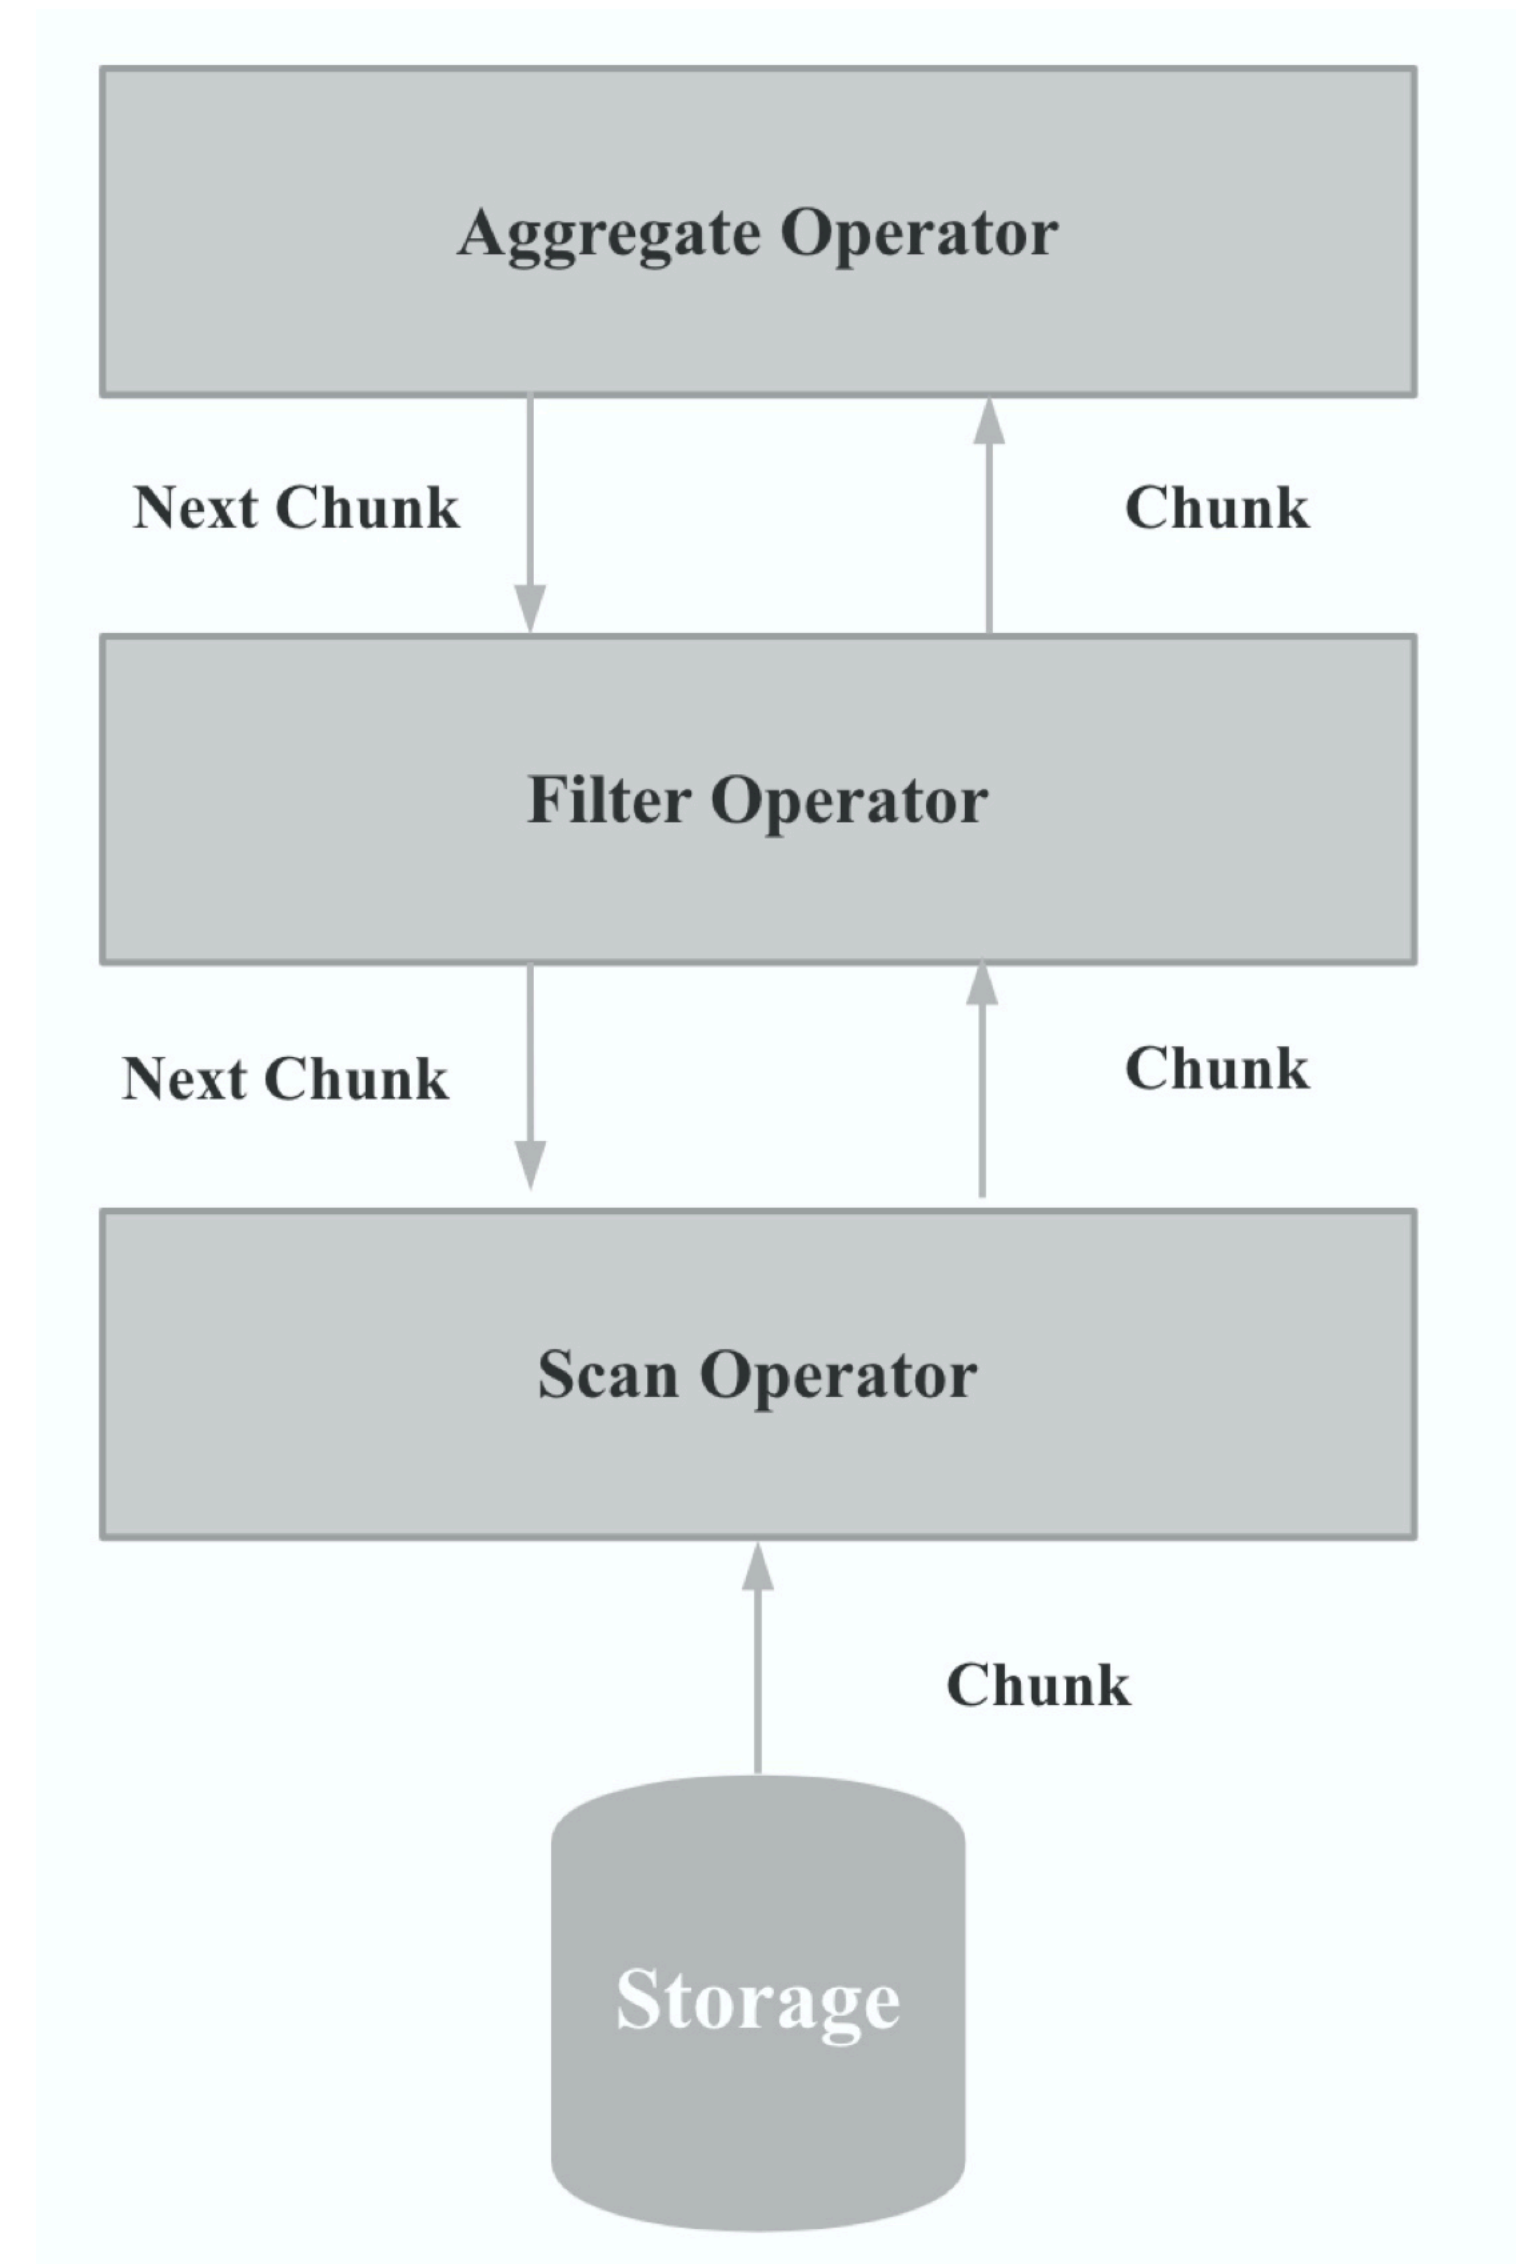 Aggregate Operator
Next Chunk
Chunk
Filter Operator
Next Chunk
Chunk
Scan Operator
Chunk
Storage